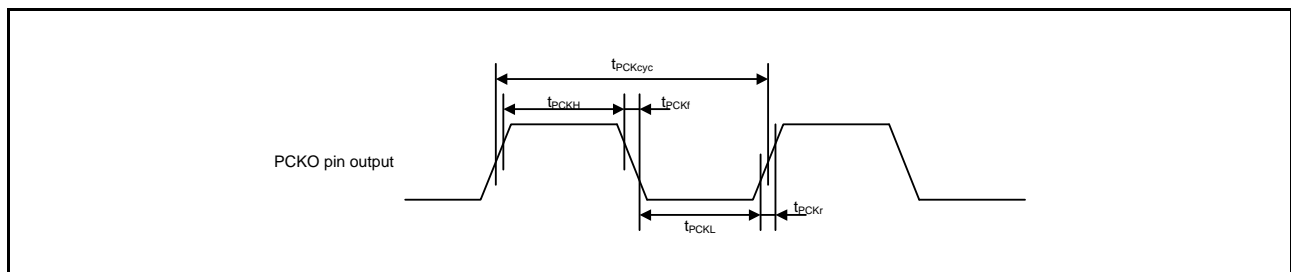 tPCKcyc
tPCKH
tPCKf
PCKO pin output
tPCKr
tPCKL